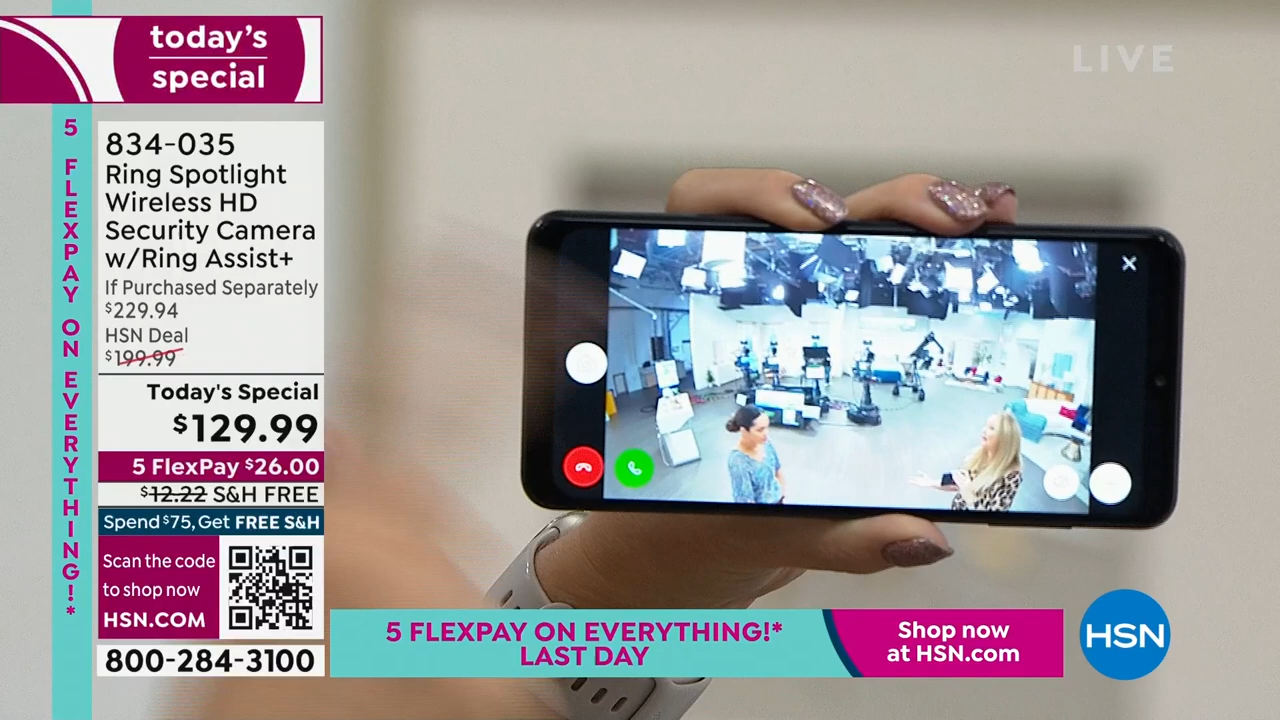 today's
special
LIVE
5 FLEXPAY ON EVERYTHING!*
834-035
Ring Spotlight
Wireless HD
Security Camera
w/Ring Assist+
If Purchased Separately
$229.94
HSN Deal
$199.99
Today's Special
$129.99
5 FlexPay $26.00
$12.22 S&H FREE
Spend $75, Get FREE S&H
Scan the code
to shop now
HSN.COM
800-284-3100
5 FLEXPAY ON EVERYTHING!*
LAST DAY
Shop now
at HSN.com
HSN